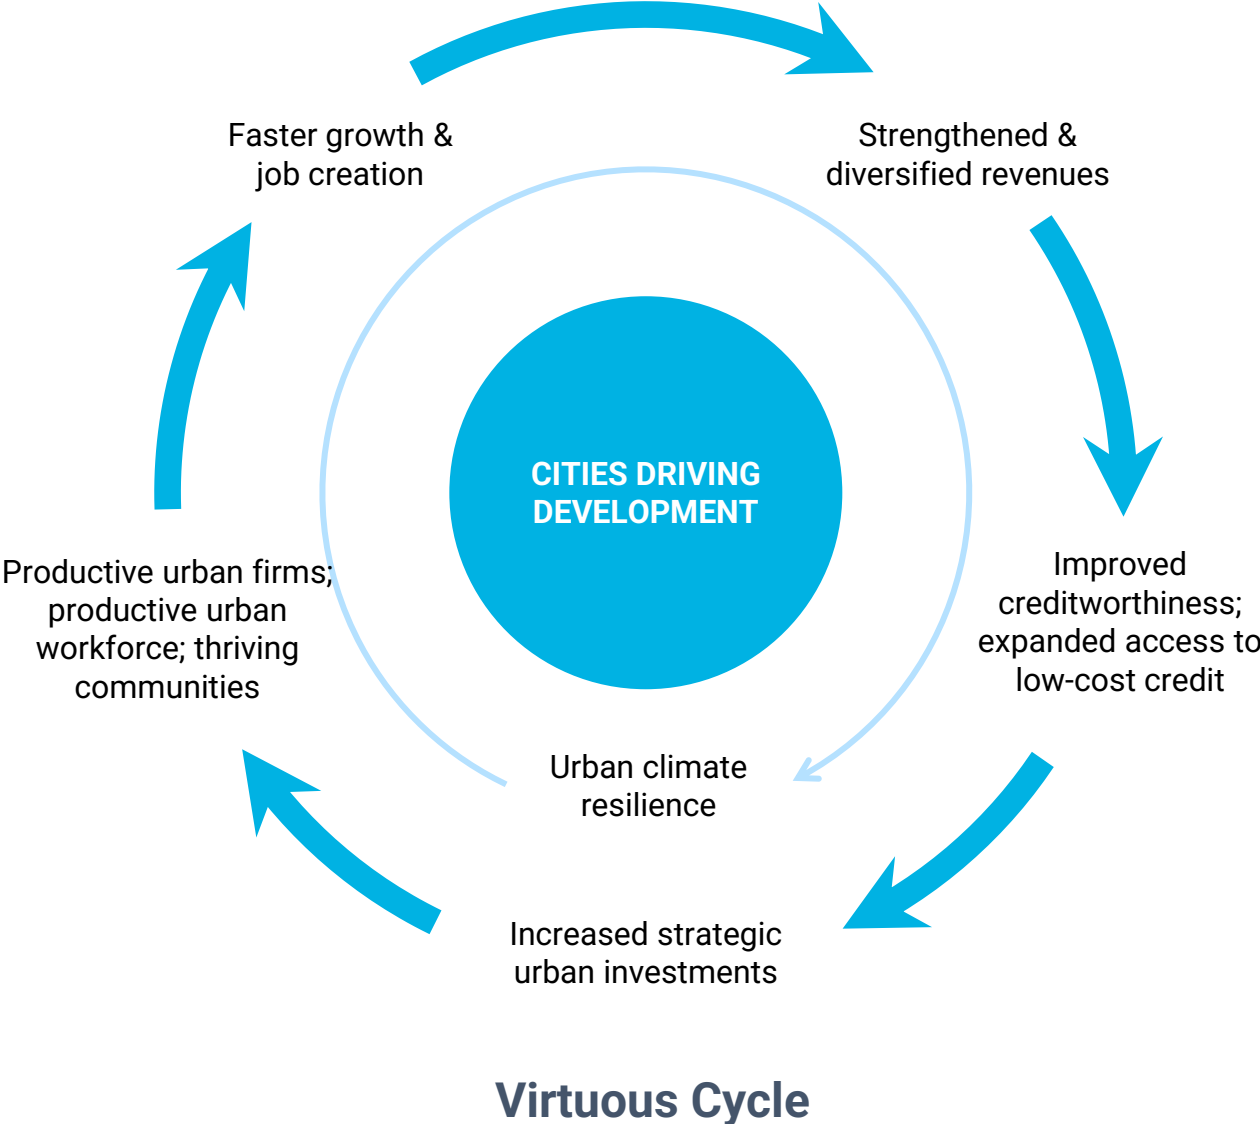 Faster growth &
job creation
Strengthened &
diversified revenues
CITIES DRIVING
DEVELOPMENT
Productive urban firms;
productive urban
workforce; thriving
communities
Improved
creditworthiness;
expanded access to
low-cost credit
Urban climate
resilience
Increased strategic
urban investments
Virtuous Cycle